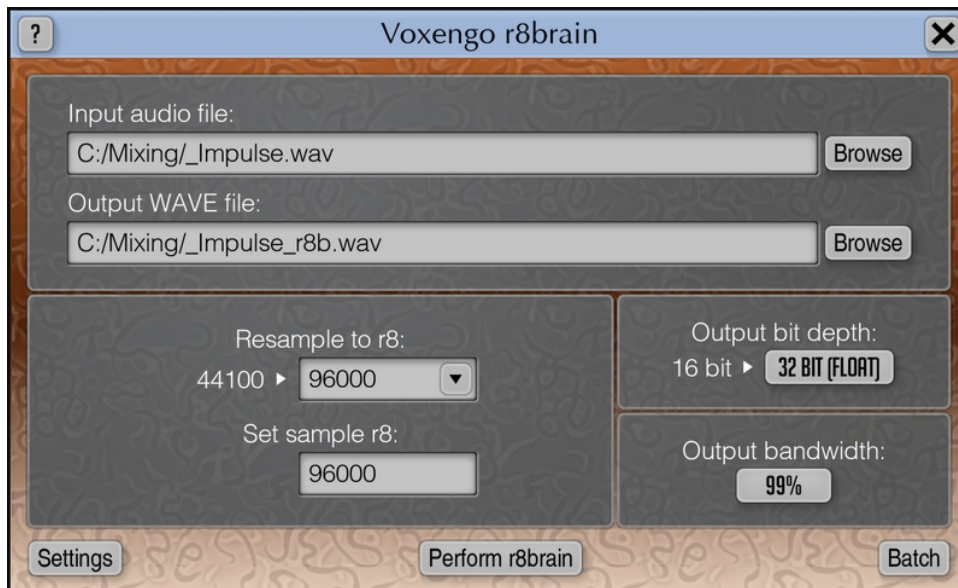 ?
Voxengo r8brain
Input audio file:
C:/Mixing/_Impulse.wav
Browse
Output WAVE file:
C:/Mixing/_Impulse_r8b.wav
Browse
Resample to r8:
44100 ▸ 96000
Set sample r8:
96000
Output bit depth:
16 bit ▸ 32 BIT (FLOAT)
Output bandwidth:
99%
Settings
Perform r8brain
Batch